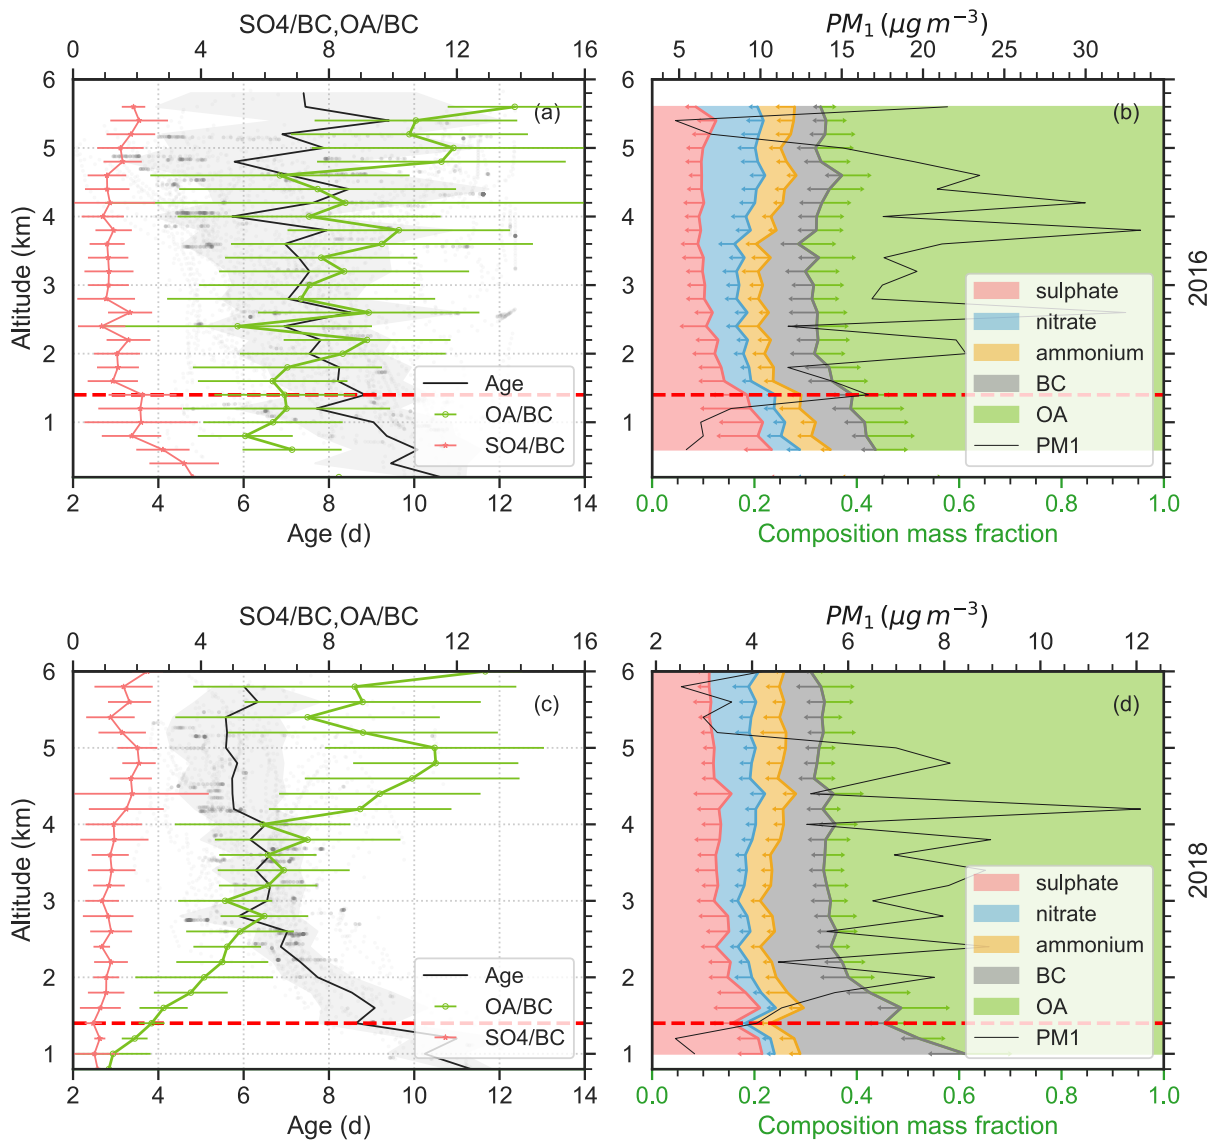 SO4/BC,OA/BC
0 4 8 12 16
6
5
4
3
2
1
Altitude (km)
(a)
Age
OA/BC
SO4/BC
2 4 6 8 10 12 14
Age (d)
PM₁ (μg m⁻³)
5 10 15 20 25 30
6
5
4
3
2
1
(b)
sulphate
nitrate
ammonium
BC
OA
PM1
0.0 0.2 0.4 0.6 0.8 1.0
Composition mass fraction
2016
SO4/BC,OA/BC
0 4 8 12 16
6
5
4
3
2
1
Altitude (km)
(c)
Age
OA/BC
SO4/BC
2 4 6 8 10 12 14
Age (d)
PM₁ (μg m⁻³)
2 4 6 8 10 12
6
5
4
3
2
1
(d)
sulphate
nitrate
ammonium
BC
OA
PM1
0.0 0.2 0.4 0.6 0.8 1.0
Composition mass fraction
2018